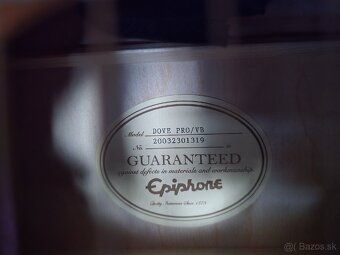 Model DOVE PRO/VB
No. 20032301319
GUARANTEED
against defects in materials and workmanship.
Epiphone
Quality Instruments Since 1873
© Bazos.sk